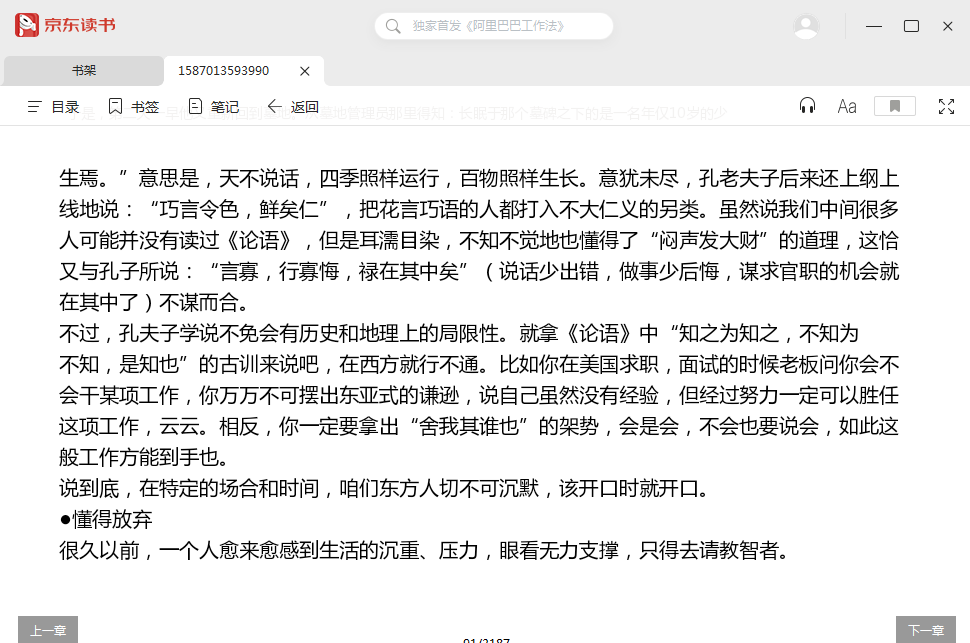 京东读书
独家首发《阿里巴巴工作法》
书架
1587013593990
目录
书签
笔记
返回
Aa
生焉。”意思是，天不说话，四季照样运行，百物照样生长。意犹未尽，孔老夫子后来还上纲上
线地说：“巧言令色，鲜矣仁”，把花言巧语的人都打入不大仁义的另类。虽然说我们中间很多
人可能并没有读过《论语》，但是耳濡目染，不知不觉地也懂得了“闷声发大财”的道理，这恰
又与孔子所说：“言寡，行寡悔，禄在其中矣”（说话少出错，做事少后悔，谋求官职的机会就
在其中了）不谋而合。
不过，孔夫子学说不免会有历史和地理上的局限性。就拿《论语》中“知之为知之，不知为
不知，是知也”的古训来说吧，在西方就行不通。比如你在美国求职，面试的时候老板问你会不
会干某项工作，你万万不可摆出东亚式的谦逊，说自己虽然没有经验，但经过努力一定可以胜任
这项工作，云云。相反，你一定要拿出“舍我其谁也”的架势，会是会，不会也要说会，如此这
般工作方能到手也。
说到底，在特定的场合和时间，咱们东方人切不可沉默，该开口时就开口。
●懂得放弃
很久以前，一个人愈来愈感到生活的沉重、压力，眼看无力支撑，只得去请教智者。
上一章
下一章